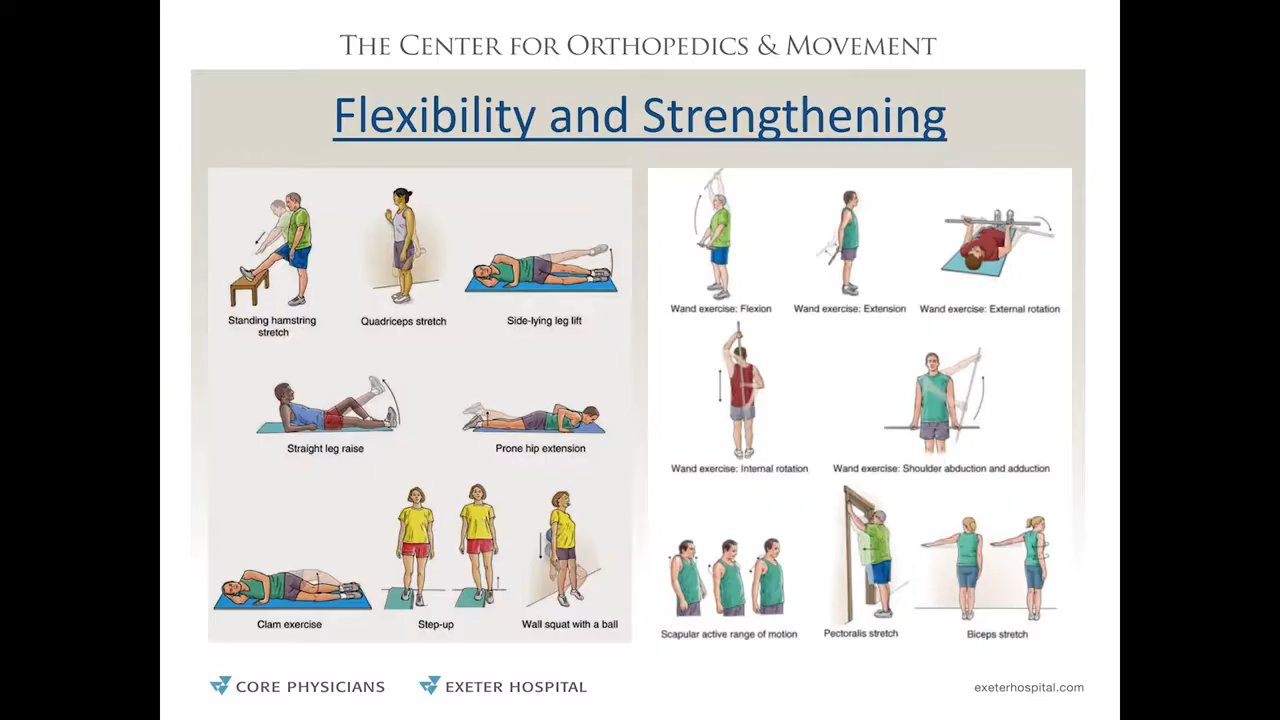 THE CENTER FOR ORTHOPEDICS & MOVEMENT
Flexibility and Strengthening
Standing hamstring
stretch
Quadriceps stretch
Side-lying leg lift
Straight leg raise
Prone hip extension
Clam exercise
Step-up
Wall squat with a ball
Wand exercise: Flexion
Wand exercise: Extension
Wand exercise: External rotation
Wand exercise: Internal rotation
Wand exercise: Shoulder abduction and adduction
Scapular active range of motion
Pectoralis stretch
Biceps stretch
CORE PHYSICIANS
EXETER HOSPITAL
exeterhospital.com